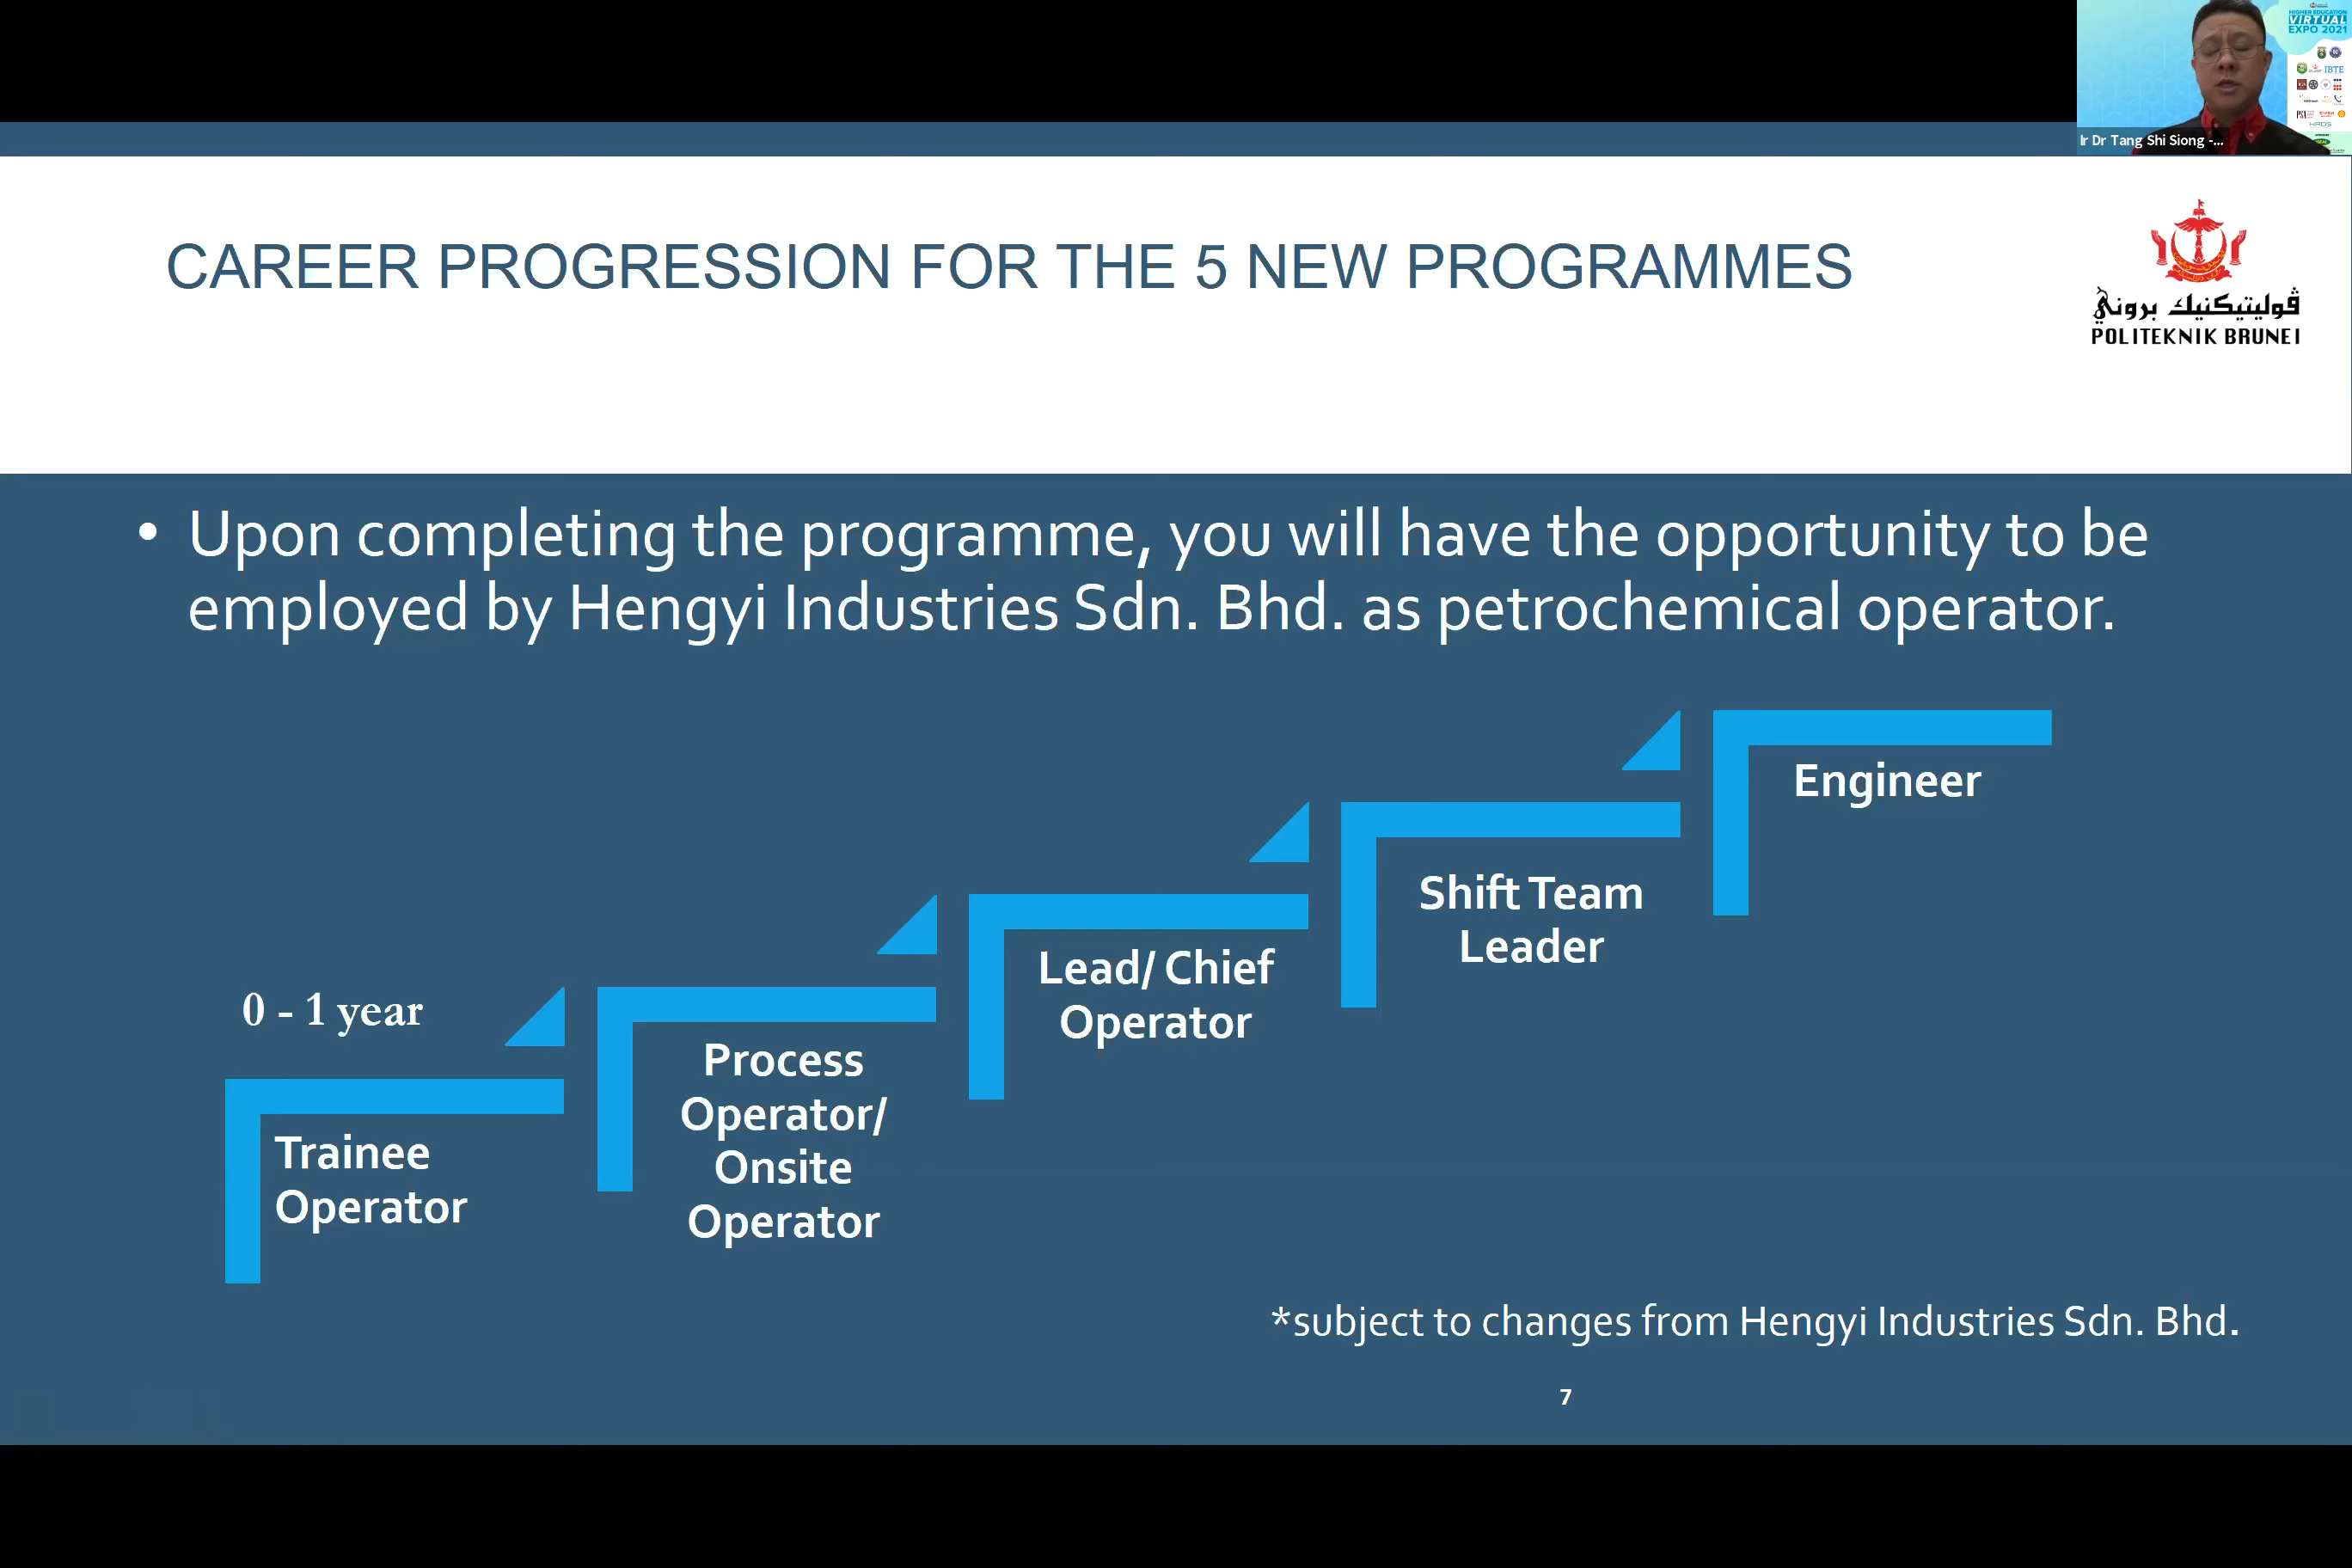 HIGHER EDUCATION
VIRTUAL
EXPO 2021
IBTE
HRDS
Ir Dr Tang Shi Siong -...
CAREER PROGRESSION FOR THE 5 NEW PROGRAMMES
ڤوليتيكنيك بروني
POLITEKNIK BRUNEI
• Upon completing the programme, you will have the opportunity to be
employed by Hengyi Industries Sdn. Bhd. as petrochemical operator.
Engineer
Shift Team
Leader
Lead/ Chief
Operator
0 - 1 year
Process
Operator/
Onsite
Operator
Trainee
Operator
*subject to changes from Hengyi Industries Sdn. Bhd.
7